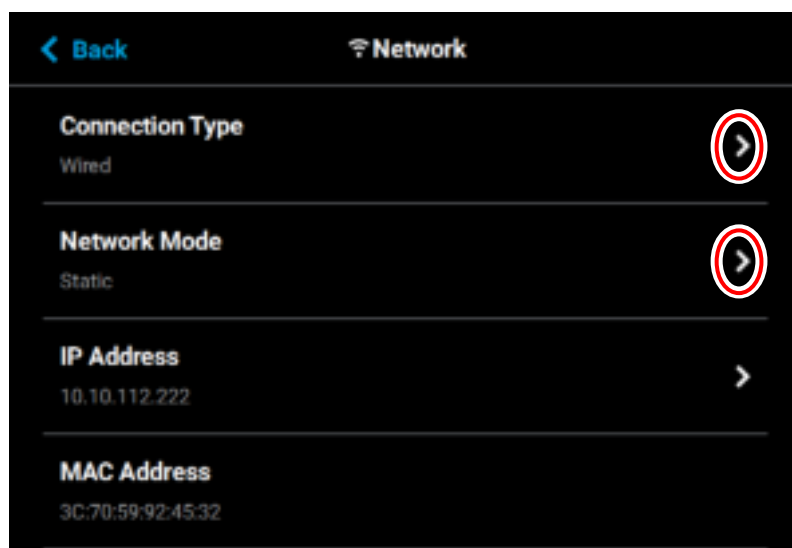 Back
Network
Connection Type
Wired
Network Mode
Static
IP Address
10.10.112.222
MAC Address
3C:70:59:92:45:32